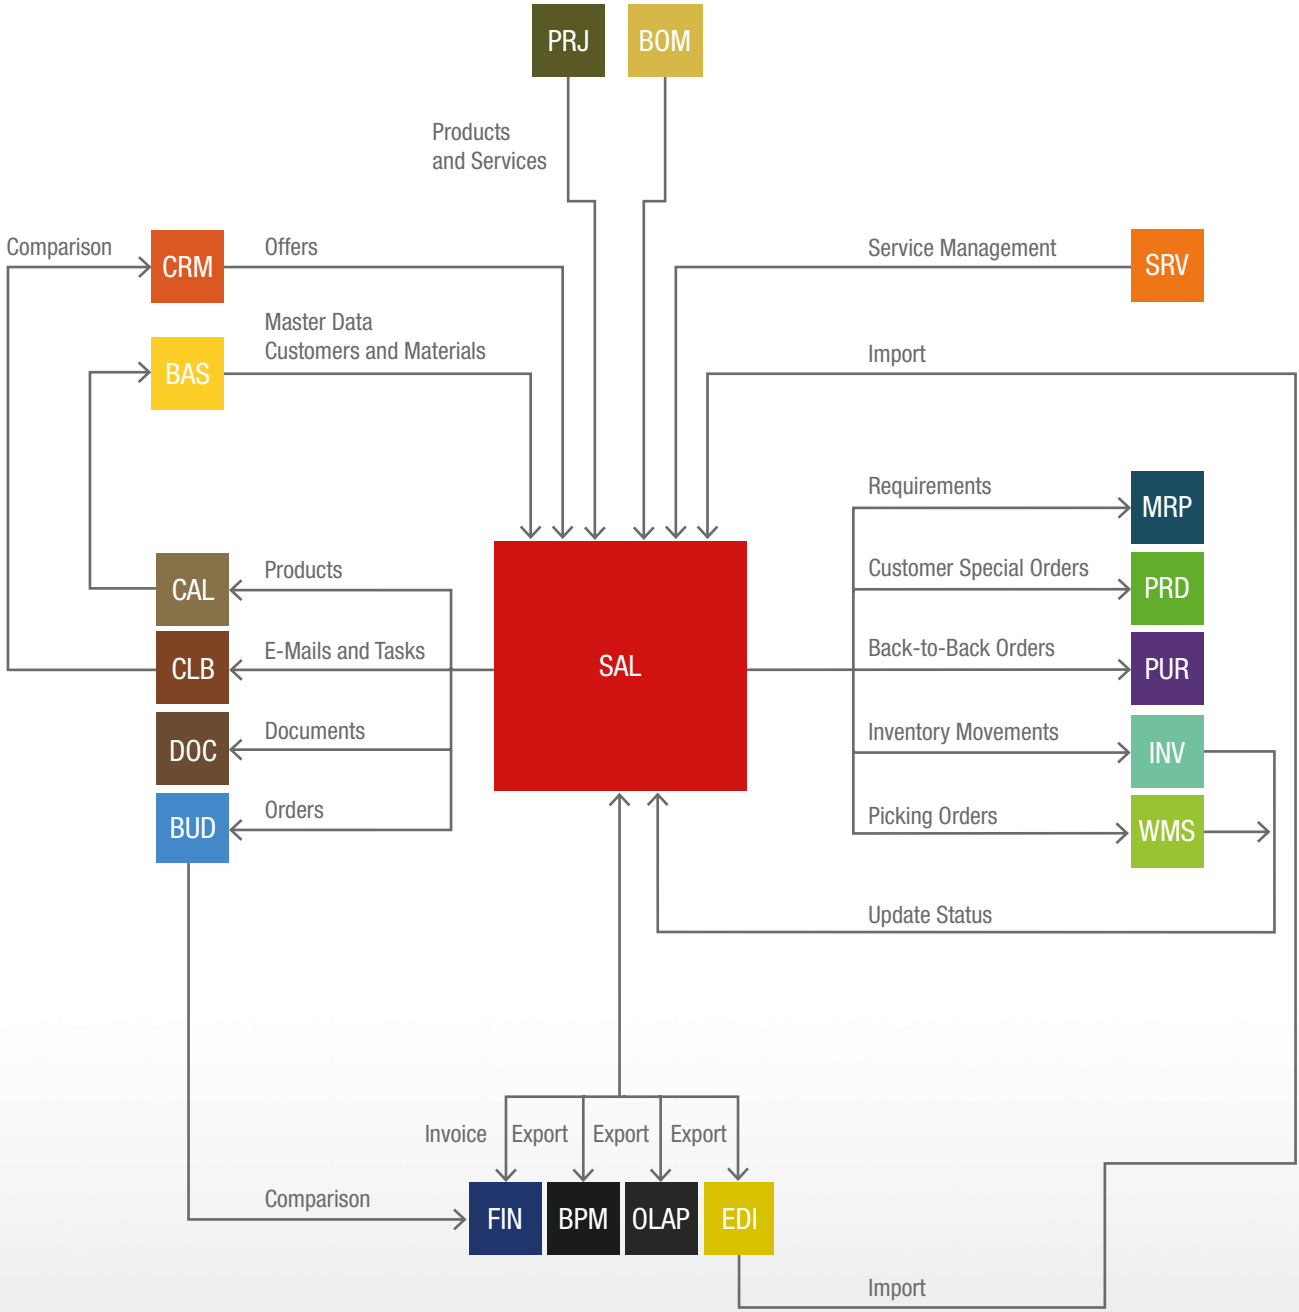 PRJ
BOM
Products
and Services
Comparison
CRM
Offers
Service Management
SRV
Master Data
Customers and Materials
BAS
Import
Requirements
MRP
CAL
Products
Customer Special Orders
PRD
CLB
E-Mails and Tasks
SAL
Back-to-Back Orders
PUR
DOC
Documents
Inventory Movements
INV
BUD
Orders
Picking Orders
WMS
Update Status
Invoice
Export
Export
Export
Comparison
FIN
BPM
OLAP
EDI
Import